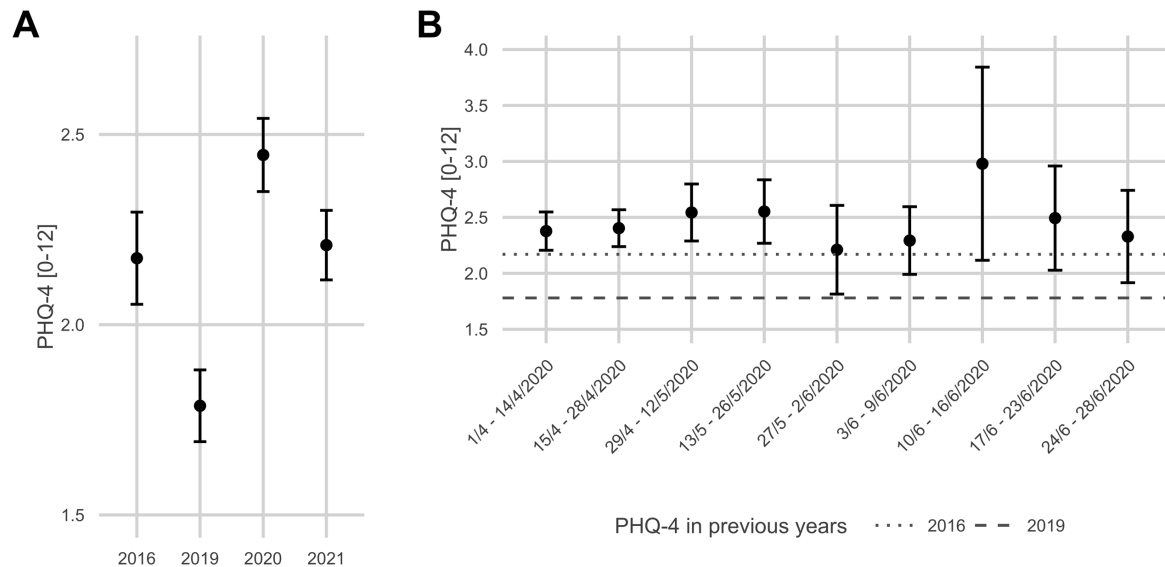 A
PHQ-4 [0-12]
2.5
2.0
1.5
2016 2019 2020 2021
B
PHQ-4 [0-12]
4.0
3.5
3.0
2.5
2.0
1.5
1/4 - 14/4/2020
15/4 - 28/4/2020
29/4 - 12/5/2020
13/5 - 26/5/2020
27/5 - 2/6/2020
3/6 - 9/6/2020
10/6 - 16/6/2020
17/6 - 23/6/2020
24/6 - 28/6/2020
PHQ-4 in previous years 2016 2019